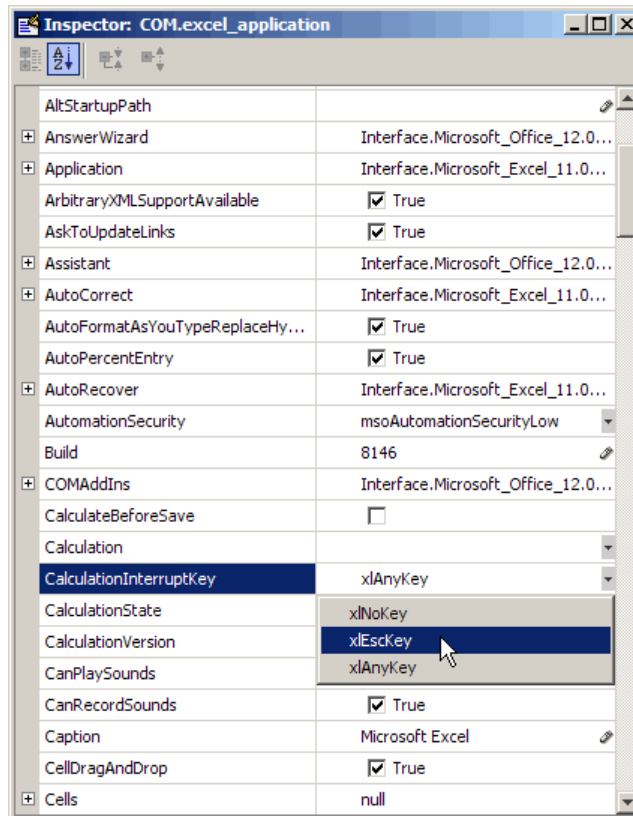 Inspector: COM.excel_application
AltStartupPath
AnswerWizard Interface.Microsoft_Office_12.0...
Application Interface.Microsoft_Excel_11.0...
ArbitraryXMLSupportAvailable True
AskToUpdateLinks True
Assistant Interface.Microsoft_Office_12.0...
AutoCorrect Interface.Microsoft_Excel_11.0...
AutoFormatAsYouTypeReplaceHy... True
AutoPercentEntry True
AutoRecover Interface.Microsoft_Excel_11.0...
AutomationSecurity msoAutomationSecurityLow
Build 8146
COMAddIns Interface.Microsoft_Office_12.0...
CalculateBeforeSave
Calculation
CalculationInterruptKey xlAnyKey
CalculationState xlNoKey
CalculationVersion xlEscKey
CanPlaySounds xlAnyKey
CanRecordSounds True
Caption Microsoft Excel
CellDragAndDrop True
Cells null